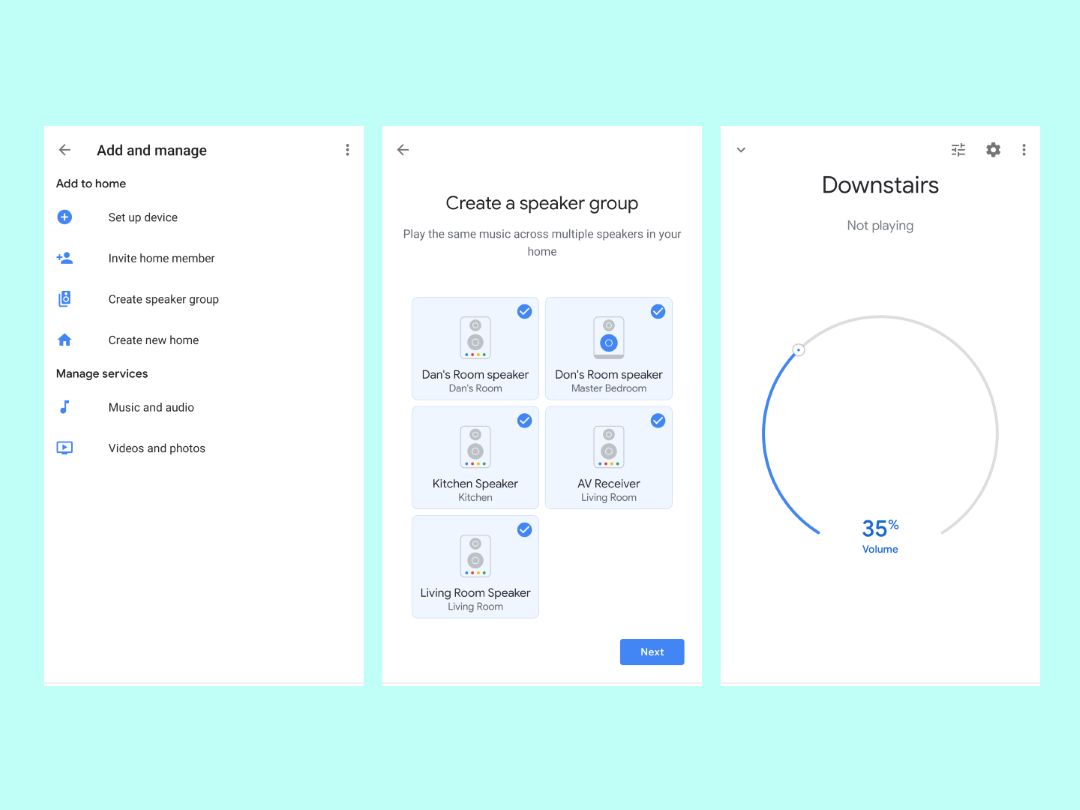 Add and manage
Add to home
Set up device
Invite home member
Create speaker group
Create new home
Manage services
Music and audio
Videos and photos
Create a speaker group
Play the same music across multiple speakers in your
home
Dan's Room speaker
Dan's Room
Don's Room speaker
Master Bedroom
Kitchen Speaker
Kitchen
AV Receiver
Living Room
Living Room Speaker
Living Room
Next
Downstairs
Not playing
35%
Volume